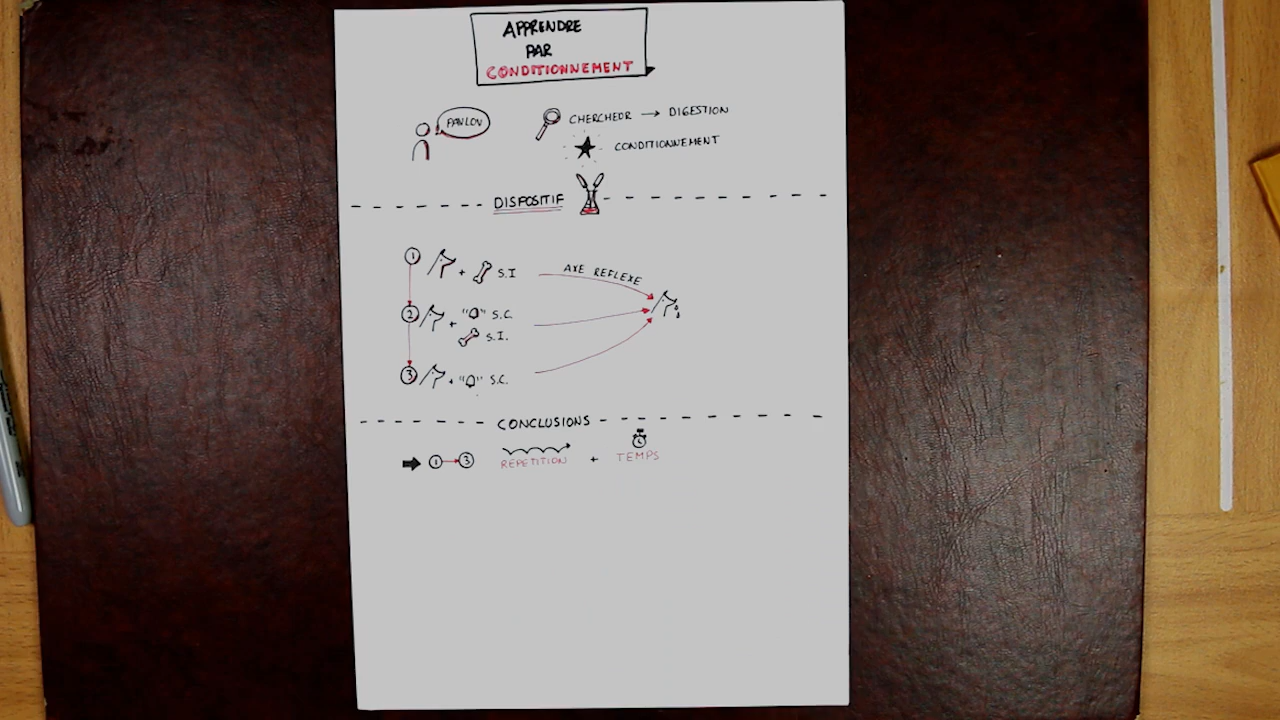 APPRENDRE
PAR
CONDITIONNEMENT
PAVLOV
CHERCHEUR → DIGESTION
CONDITIONNEMENT
DISPOSITIF
1 + S.I
AXE REFLEXE
2 + "" S.C.
S.I.
3 + "" S.C.
CONCLUSIONS
1 → 3
REPETITION + TEMPS